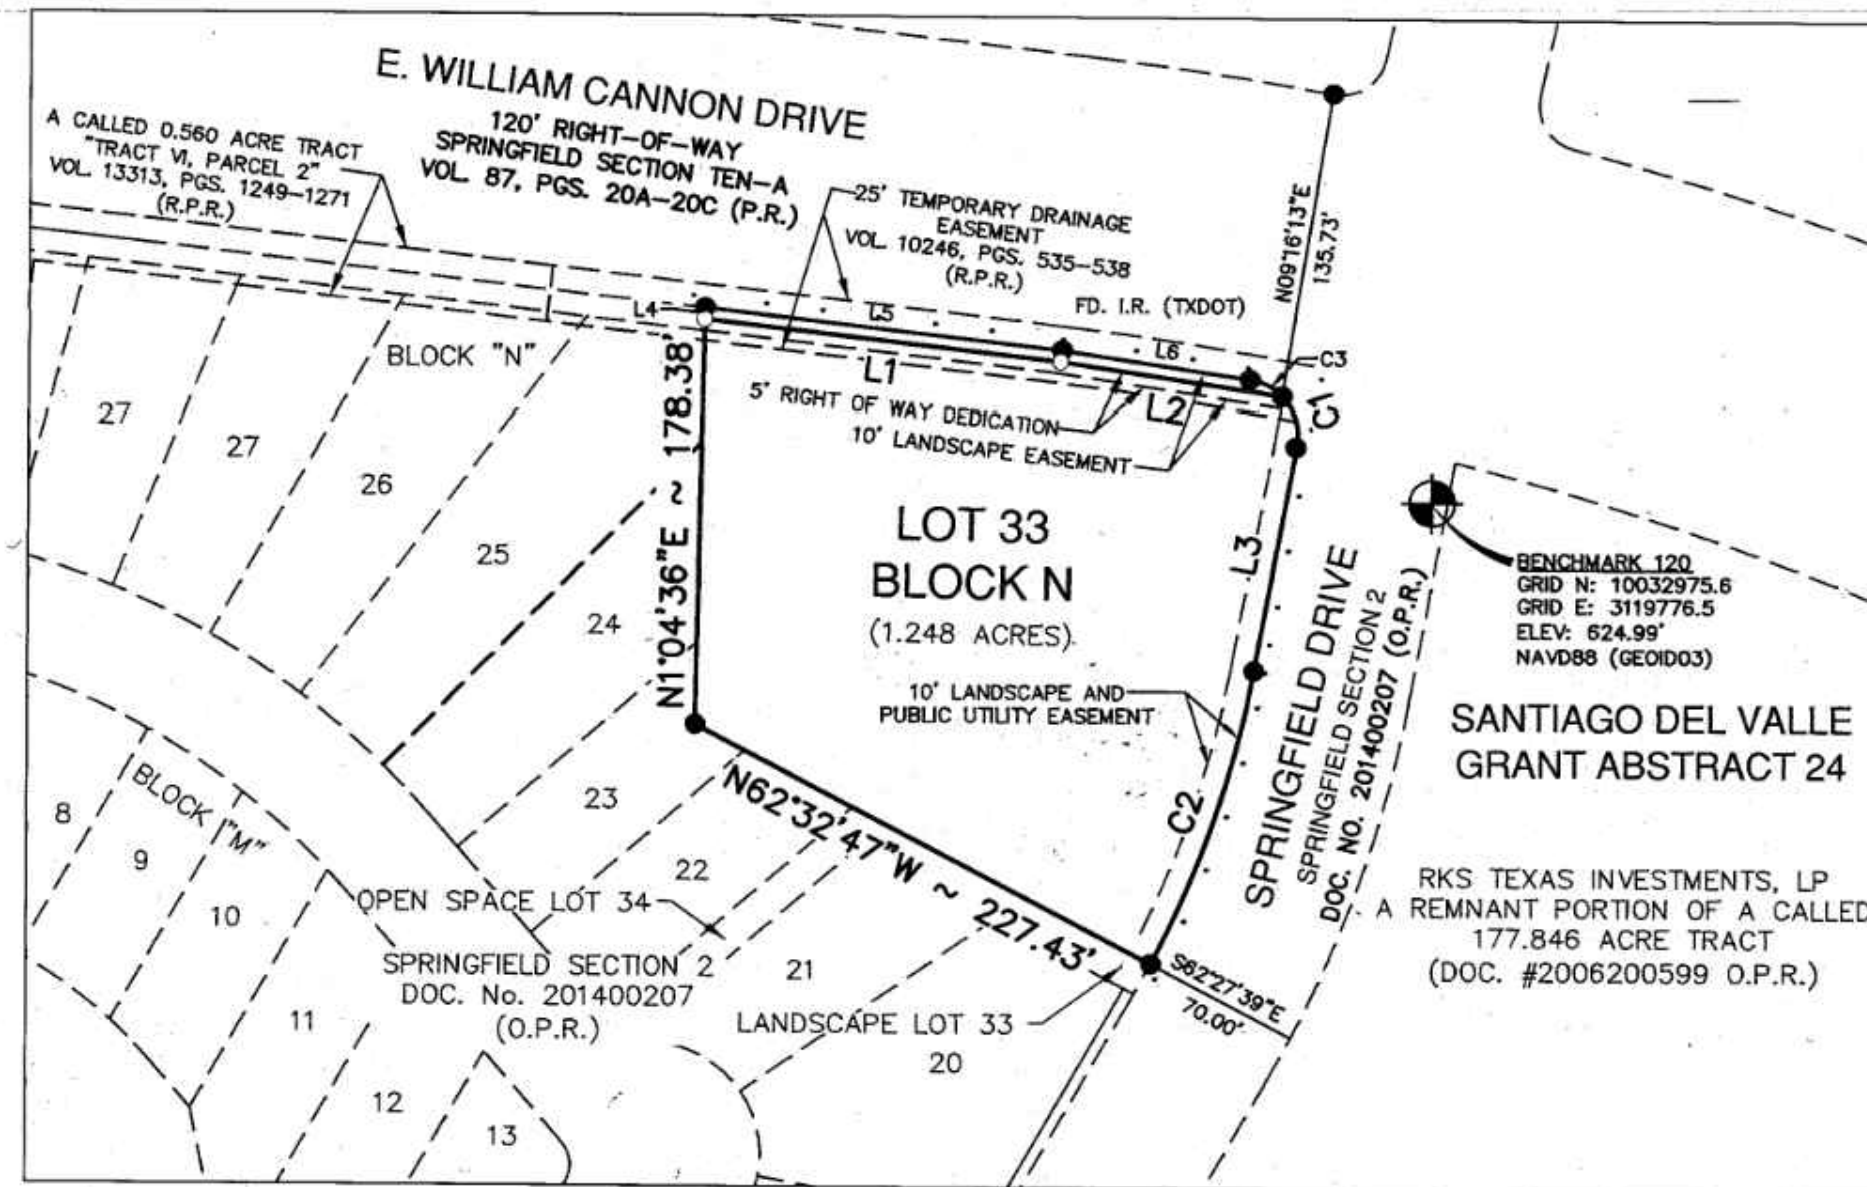 E. WILLIAM CANNON DRIVE
120' RIGHT-OF-WAY
SPRINGFIELD SECTION TEN-A
VOL. 87, PGS. 20A-20C (P.R.)
A CALLED 0.560 ACRE TRACT
"TRACT VI, PARCEL 2"
VOL. 13313, PGS. 1249-1271
(R.P.R.)
25' TEMPORARY DRAINAGE
EASEMENT
VOL. 10246, PGS. 535-538
(R.P.R.)
FD. I.R. (TXDOT)
N09°16'13"E
135.73'
L4
L5
L6
C3
L1
L2
C1
BLOCK "N"
5' RIGHT OF WAY DEDICATION
10' LANDSCAPE EASEMENT
27
27
26
25
24
23
22
21
20
N1°04'36"E ~ 178.38'
LOT 33
BLOCK N
(1.248 ACRES)
L3
10' LANDSCAPE AND
PUBLIC UTILITY EASEMENT
C2
SPRINGFIELD DRIVE
SPRINGFIELD SECTION 2
DOC. NO. 201400207 (O.P.R.)
BENCHMARK 120
GRID N: 10032975.6
GRID E: 3119776.5
ELEV: 624.99'
NAVD88 (GEOID03)
SANTIAGO DEL VALLE
GRANT ABSTRACT 24
RKS TEXAS INVESTMENTS, LP
A REMNANT PORTION OF A CALLED
177.846 ACRE TRACT
(DOC. #2006200599 O.P.R.)
N62°32'47"W ~ 227.43'
S62°27'39"E
70.00'
BLOCK "M"
8
9
10
11
12
13
OPEN SPACE LOT 34
SPRINGFIELD SECTION 2
DOC. No. 201400207
(O.P.R.)
LANDSCAPE LOT 33